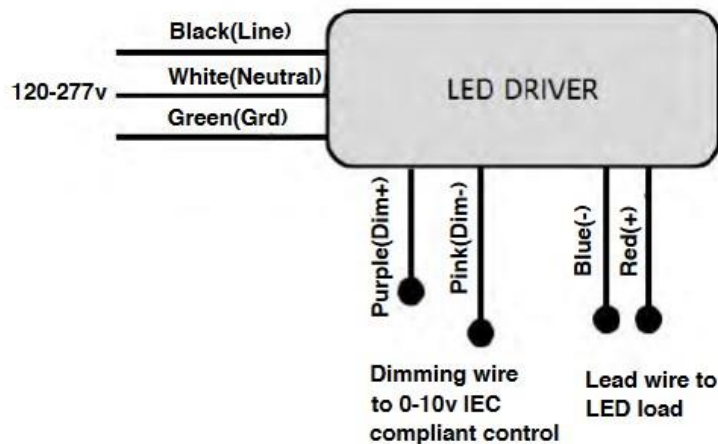 Black(Line)
White(Neutral)
120-277v
Green(Grd)
LED DRIVER
Purple(Dim+)
Pink(Dim-)
Blue(-)
Red(+)
Dimming wire
to 0-10v IEC
compliant control
Lead wire to
LED load